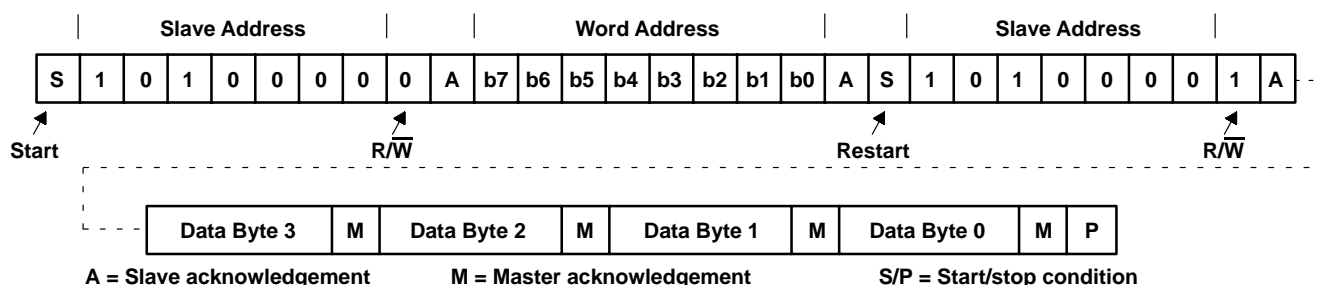 Slave Address Word Address Slave Address
S 1 0 1 0 0 0 0 0 A b7 b6 b5 b4 b3 b2 b1 b0 A S 1 0 1 0 0 0 0 1 A
Start R/W̅ Restart R/W̅
Data Byte 3 M Data Byte 2 M Data Byte 1 M Data Byte 0 M P
A = Slave acknowledgement M = Master acknowledgement S/P = Start/stop condition